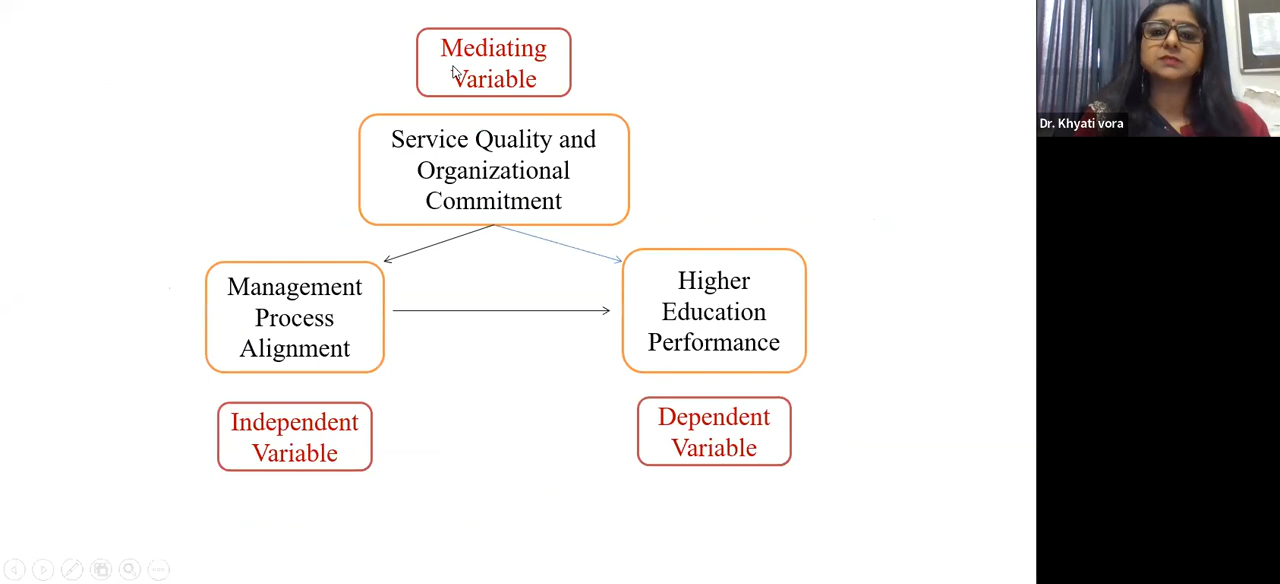 Mediating
Variable
Service Quality and
Organizational
Commitment
Management
Process
Alignment
Higher
Education
Performance
Independent
Variable
Dependent
Variable
Dr. Khyati vora